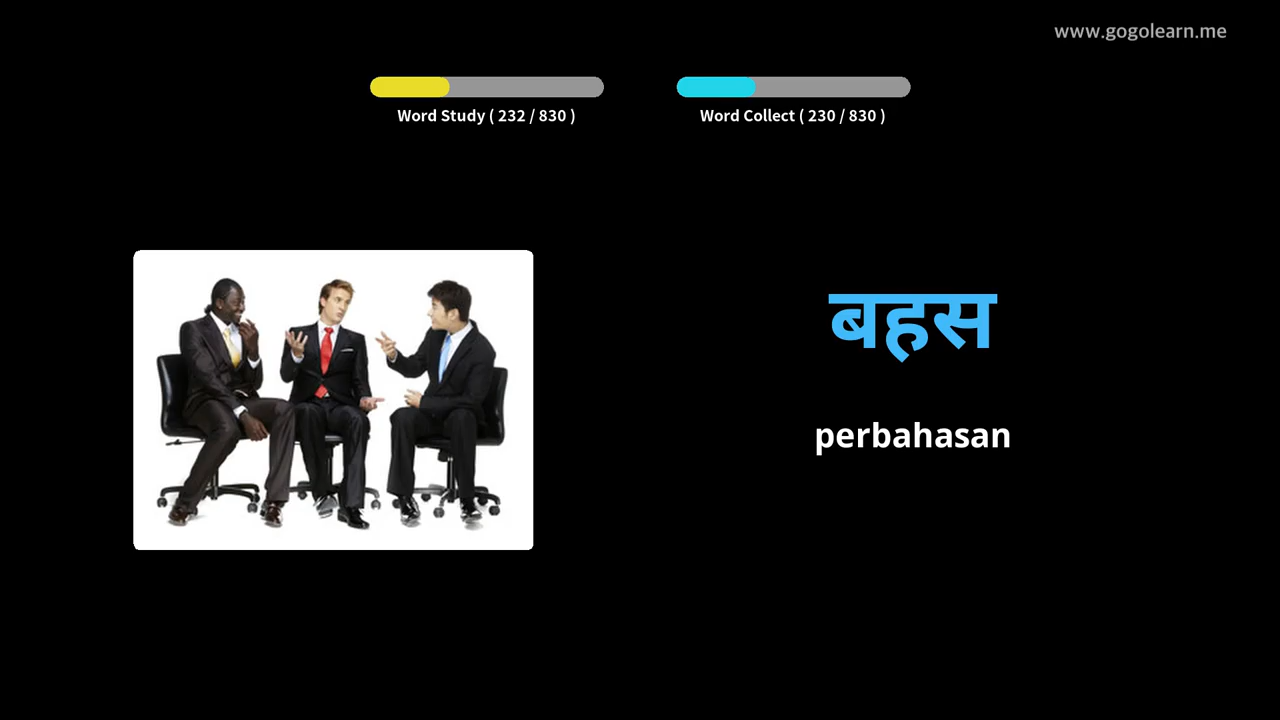 www.gogolearn.me
Word Study ( 232 / 830 )
Word Collect ( 230 / 830 )
बहस
perbahasan